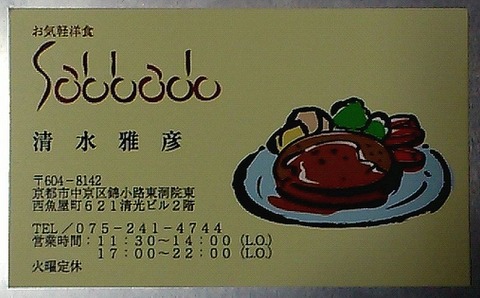 お気軽洋食
Sabbado
清水雅彦
〒604-8142
京都市中京区錦小路東洞院東
西魚屋町621清光ビル2階
TEL/075-241-4744
営業時間:11:30~14:00(L.O.)
17:00~22:00(L.O.)
火曜定休